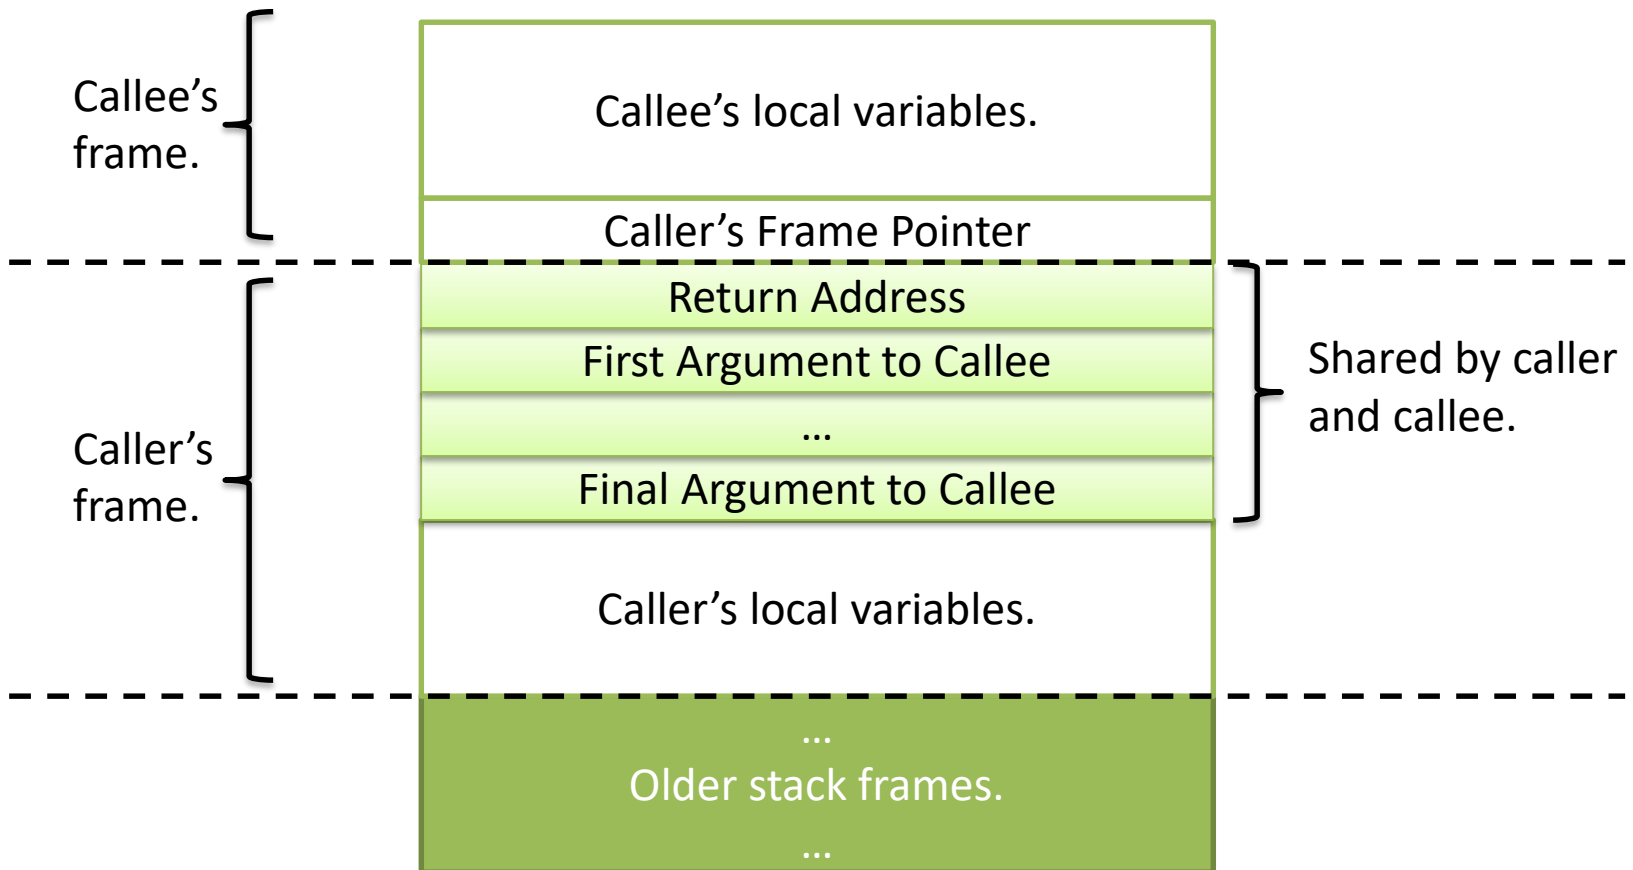 Callee’s
frame.
Callee’s local variables.
Caller’s Frame Pointer
Return Address
First Argument to Callee
…
Final Argument to Callee
Shared by caller
and callee.
Caller’s
frame.
Caller’s local variables.
…
Older stack frames.
…